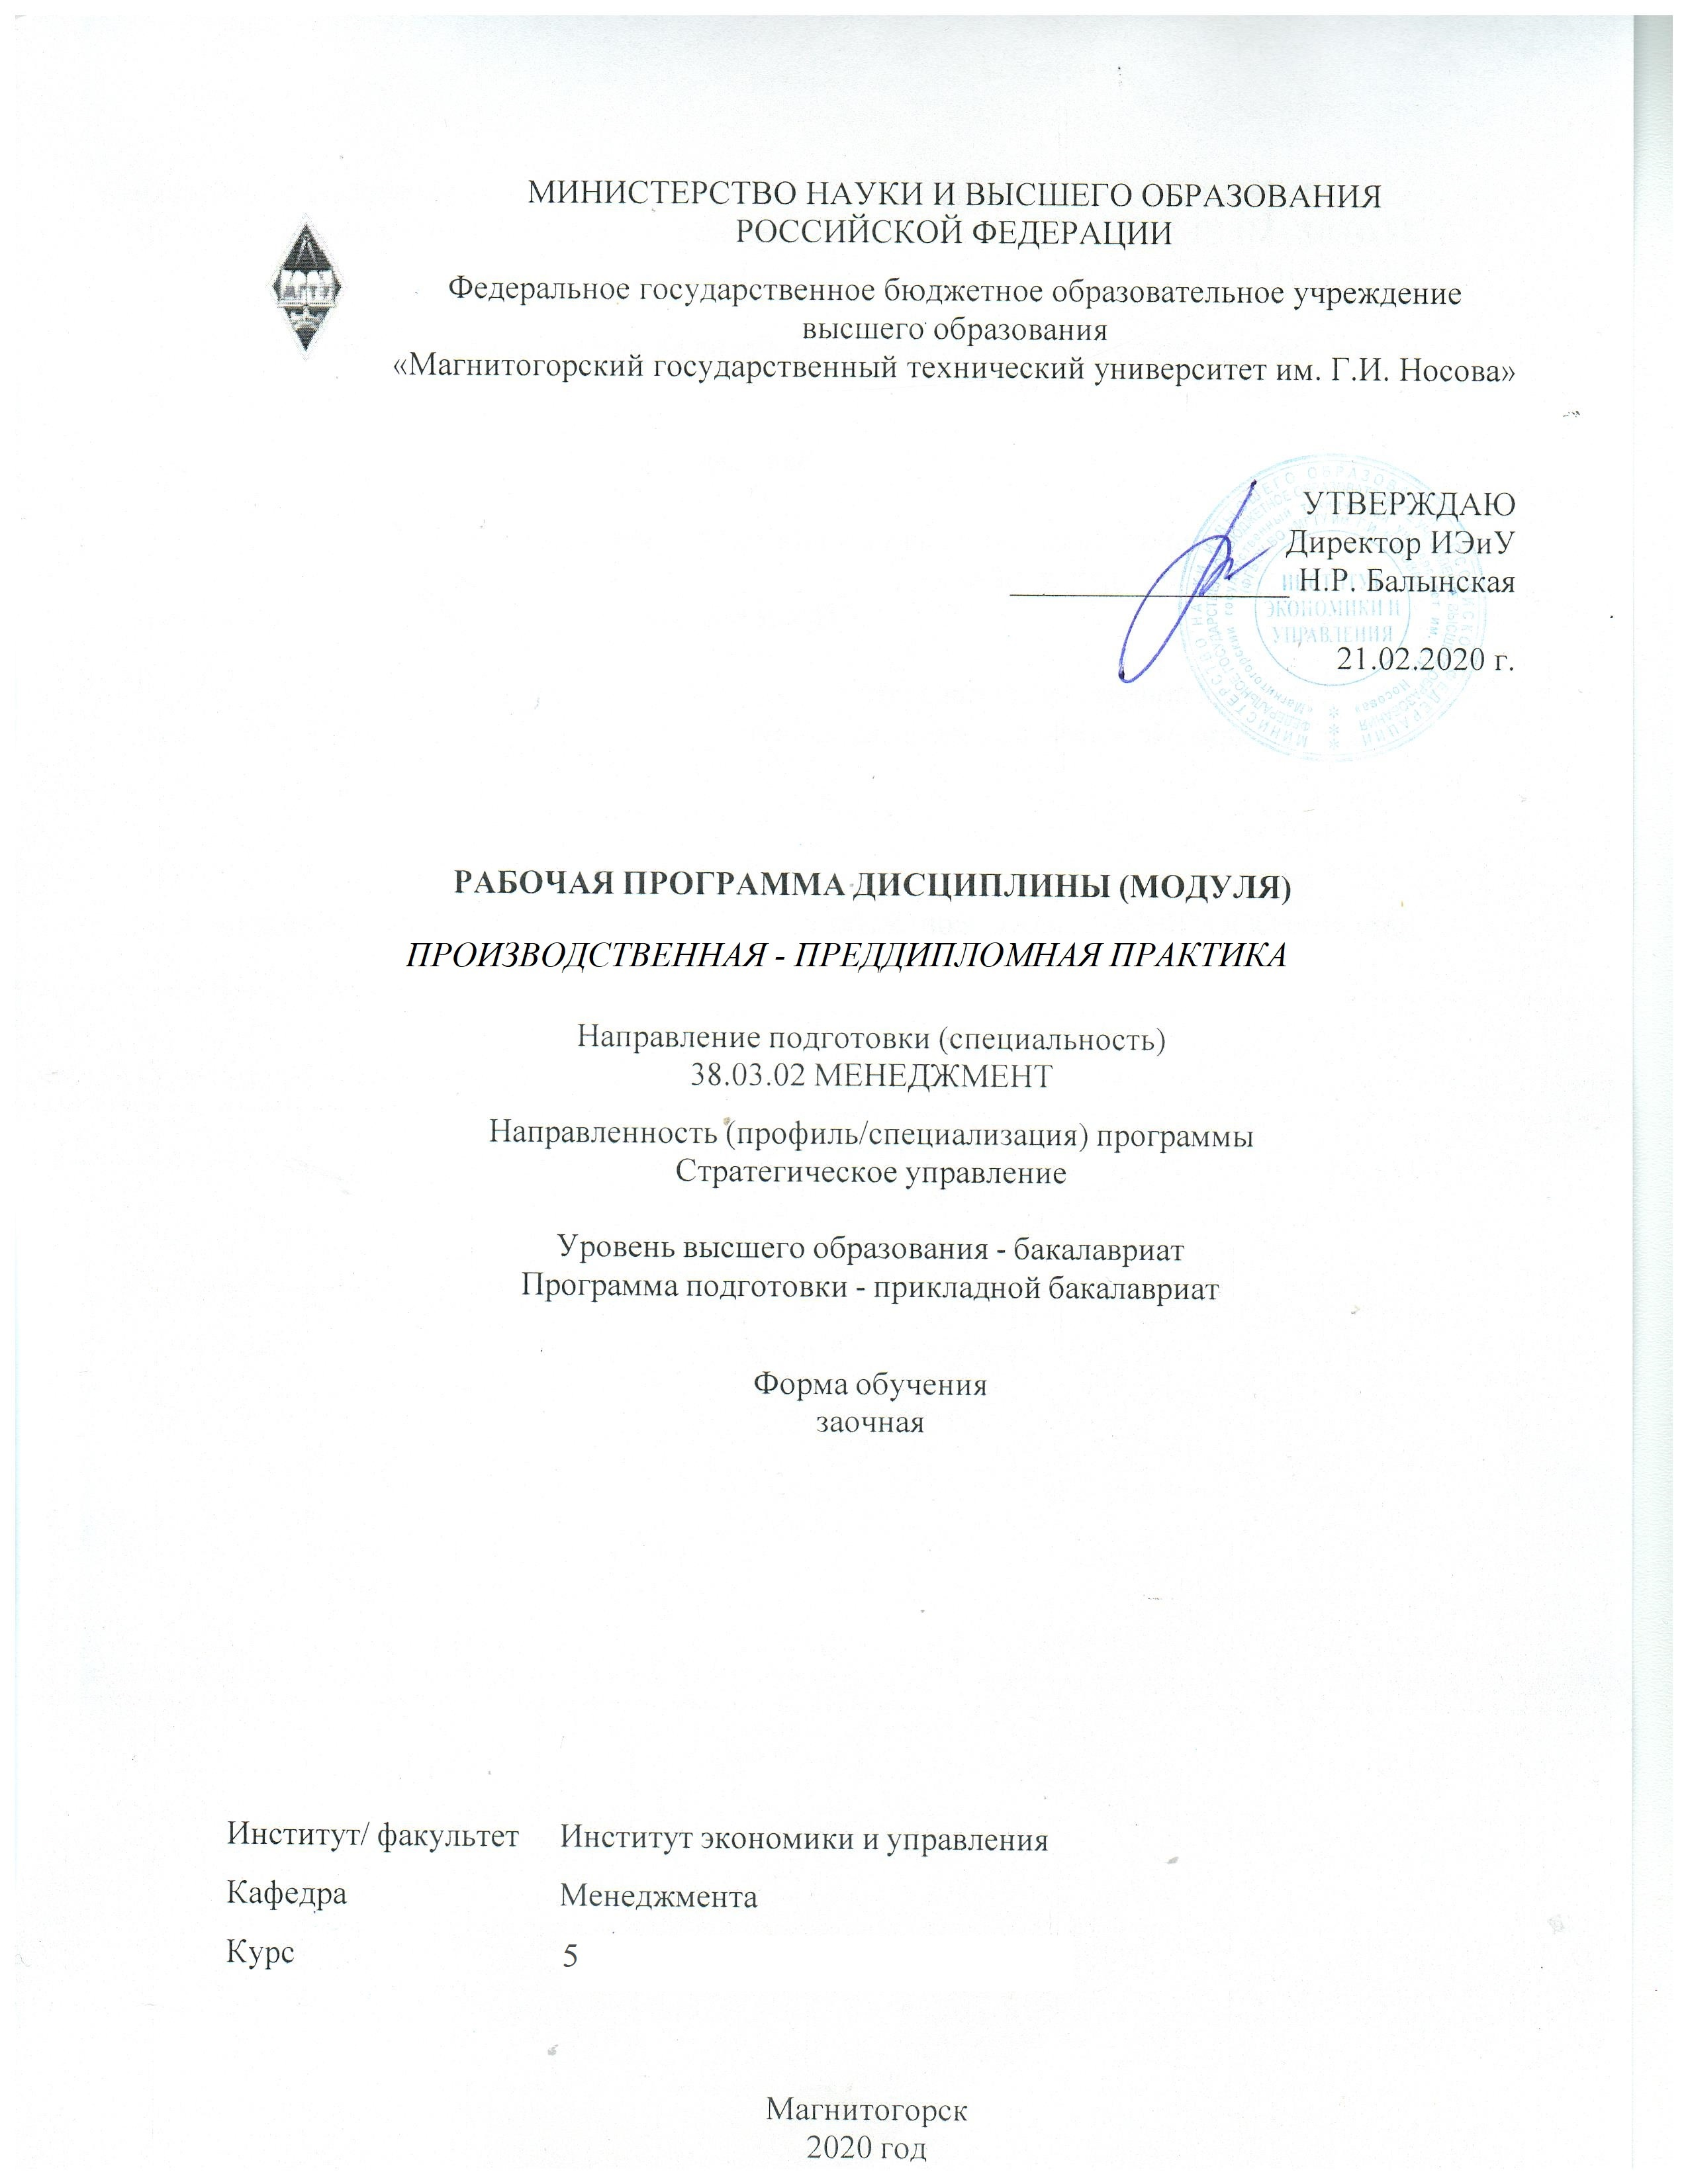 МИНИСТЕРСТВО НАУКИ И ВЫСШЕГО ОБРАЗОВАНИЯ
РОССИЙСКОЙ ФЕДЕРАЦИИ
МГТУ
Федеральное государственное бюджетное образовательное учреждение
высшего образования
«Магнитогорский государственный технический университет им. Г.И. Носова»
УТВЕРЖДАЮ
Директор ИЭиУ
Н.Р. Балынская
ЭКОНОМИКИ И
УПРАВЛЕНИЯ
21.02.2020 г.
РАБОЧАЯ ПРОГРАММА ДИСЦИПЛИНЫ (МОДУЛЯ)
ПРОИЗВОДСТВЕННАЯ - ПРЕДДИПЛОМНАЯ ПРАКТИКА
Направление подготовки (специальность)
38.03.02 МЕНЕДЖМЕНТ
Направленность (профиль/специализация) программы
Стратегическое управление
Уровень высшего образования - бакалавриат
Программа подготовки - прикладной бакалавриат
Форма обучения
заочная
Институт/ факультет Институт экономики и управления
Кафедра Менеджмента
Курс 5
Магнитогорск
2020 год